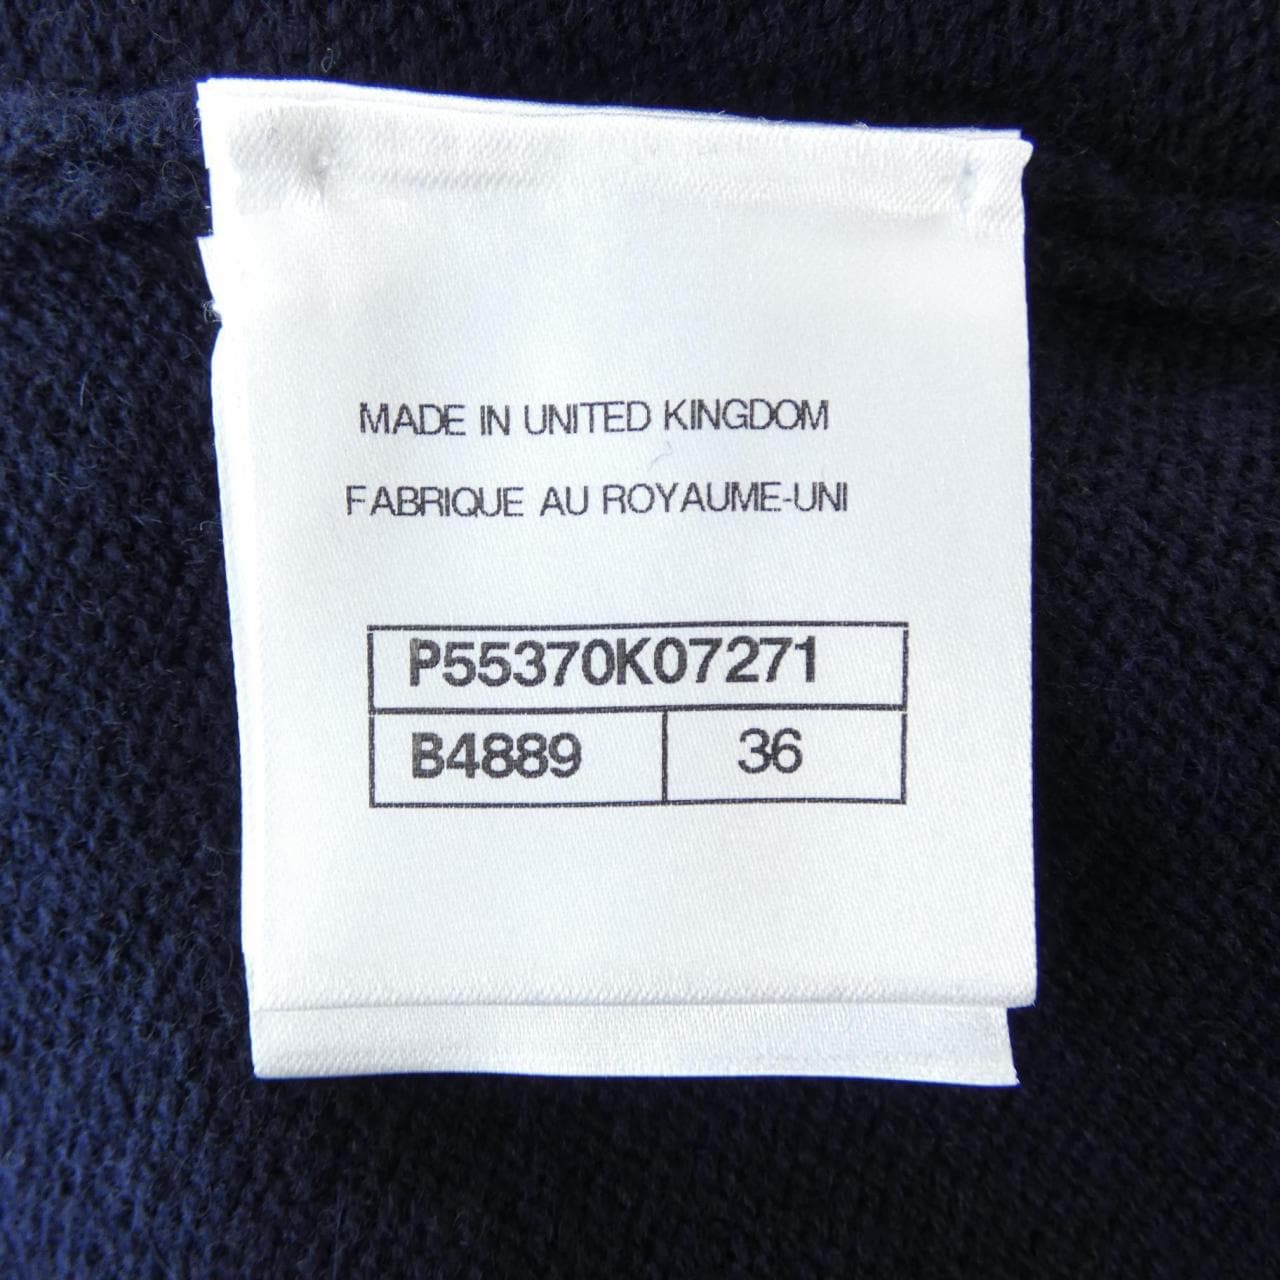 MADE IN UNITED KINGDOM
FABRIQUE AU ROYAUME-UNI
P55370K07271
B4889 36